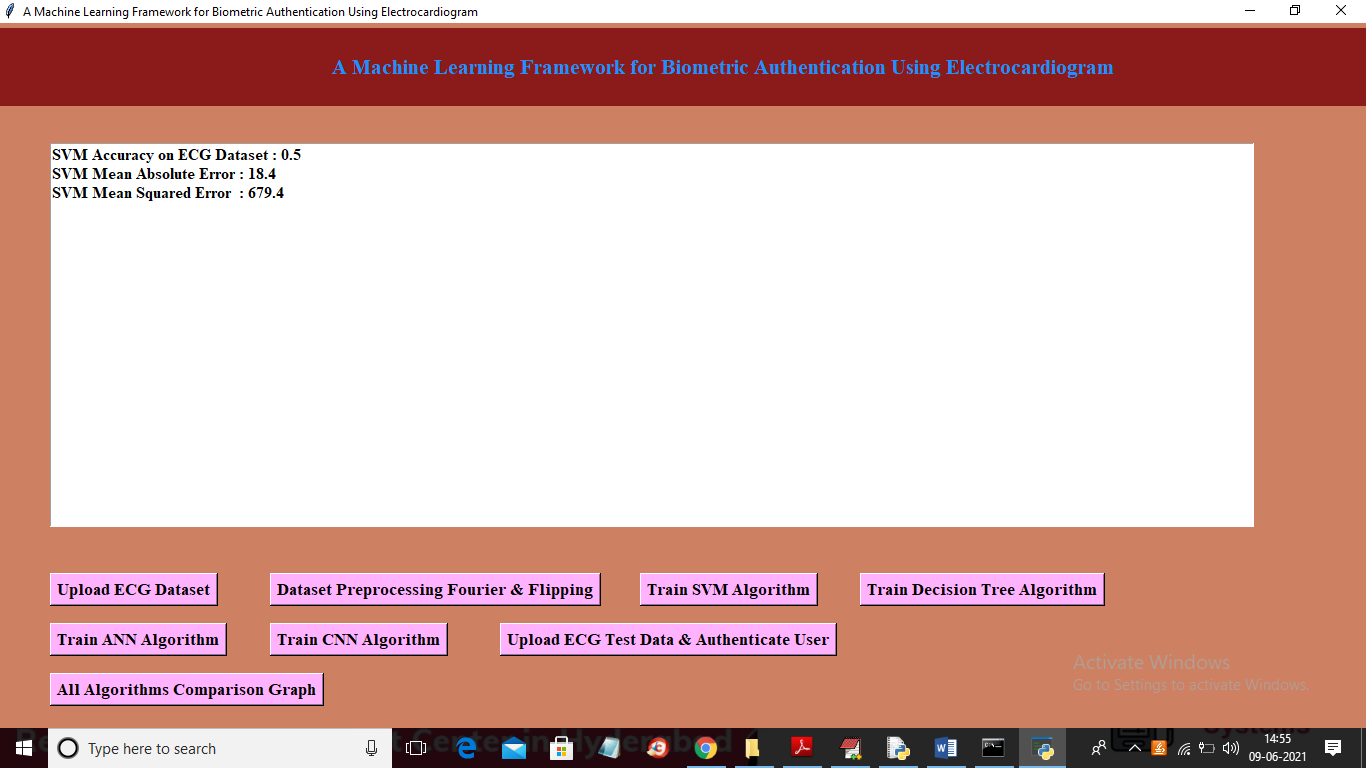 A Machine Learning Framework for Biometric Authentication Using Electrocardiogram
A Machine Learning Framework for Biometric Authentication Using Electrocardiogram
SVM Accuracy on ECG Dataset : 0.5
SVM Mean Absolute Error : 18.4
SVM Mean Squared Error  : 679.4
Upload ECG Dataset
Dataset Preprocessing Fourier & Flipping
Train SVM Algorithm
Train Decision Tree Algorithm
Train ANN Algorithm
Train CNN Algorithm
Upload ECG Test Data & Authenticate User
All Algorithms Comparison Graph
Activate Windows
Go to Settings to activate Windows.
Type here to search
in Hyderabad
Systems
14:55
09-06-2021